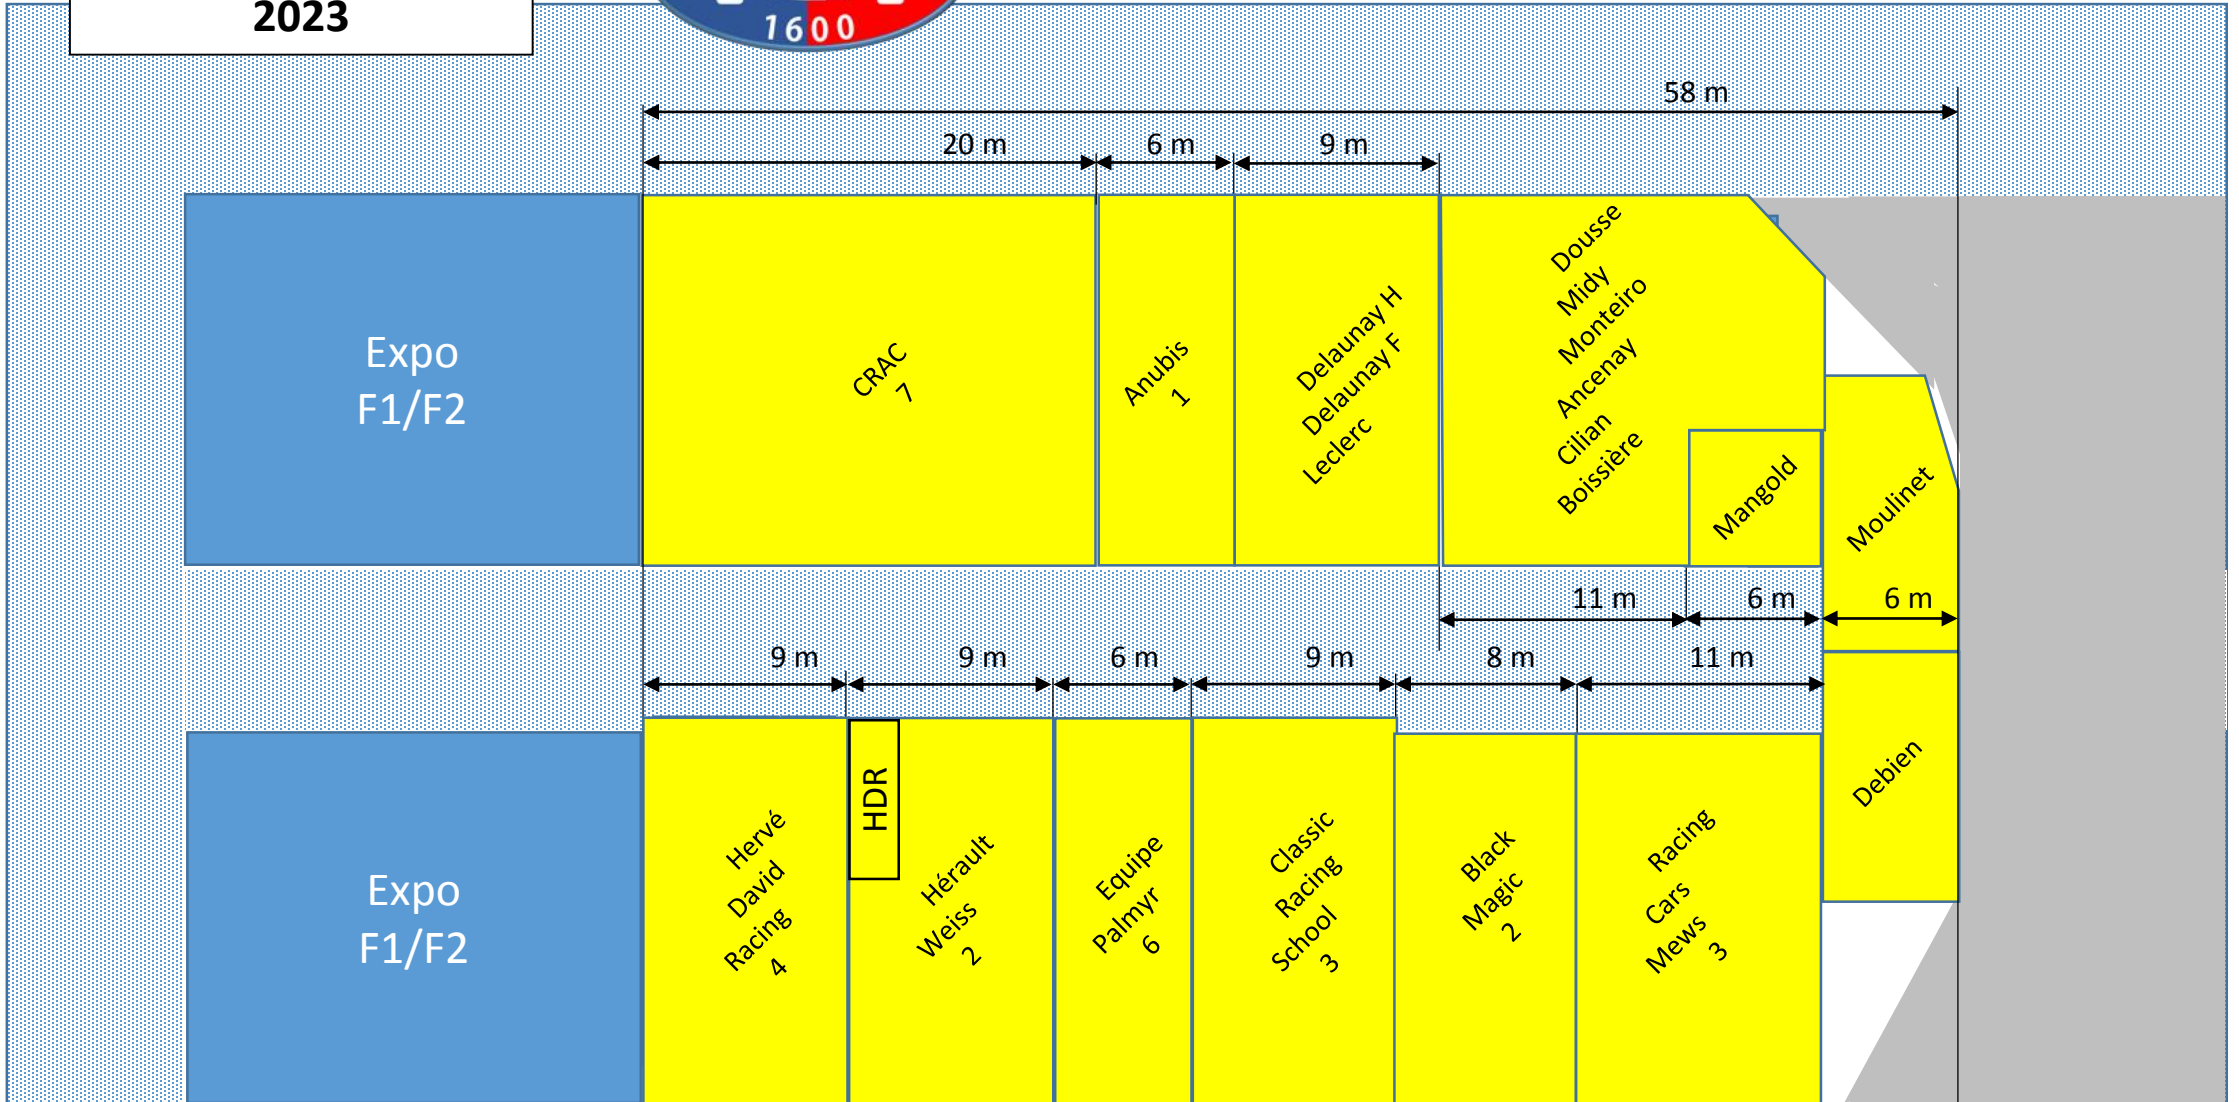 2023
1600
58 m
20 m
6 m
9 m
Expo
F1/F2
CRAC
7
Anubis
1
Delaunay H
Delaunay F
Leclerc
Dousse
Midy
Monteiro
Ancenay
Cilian
Boissière
Mangold
Moulinet
11 m
6 m
6 m
9 m
9 m
6 m
9 m
8 m
11 m
Expo
F1/F2
Hervé
David
Racing
4
HDR
Hérault
Weiss
2
Equipe
Palmyr
6
Classic
Racing
School
3
Black
Magic
2
Racing
Cars
Mews
3
Debien